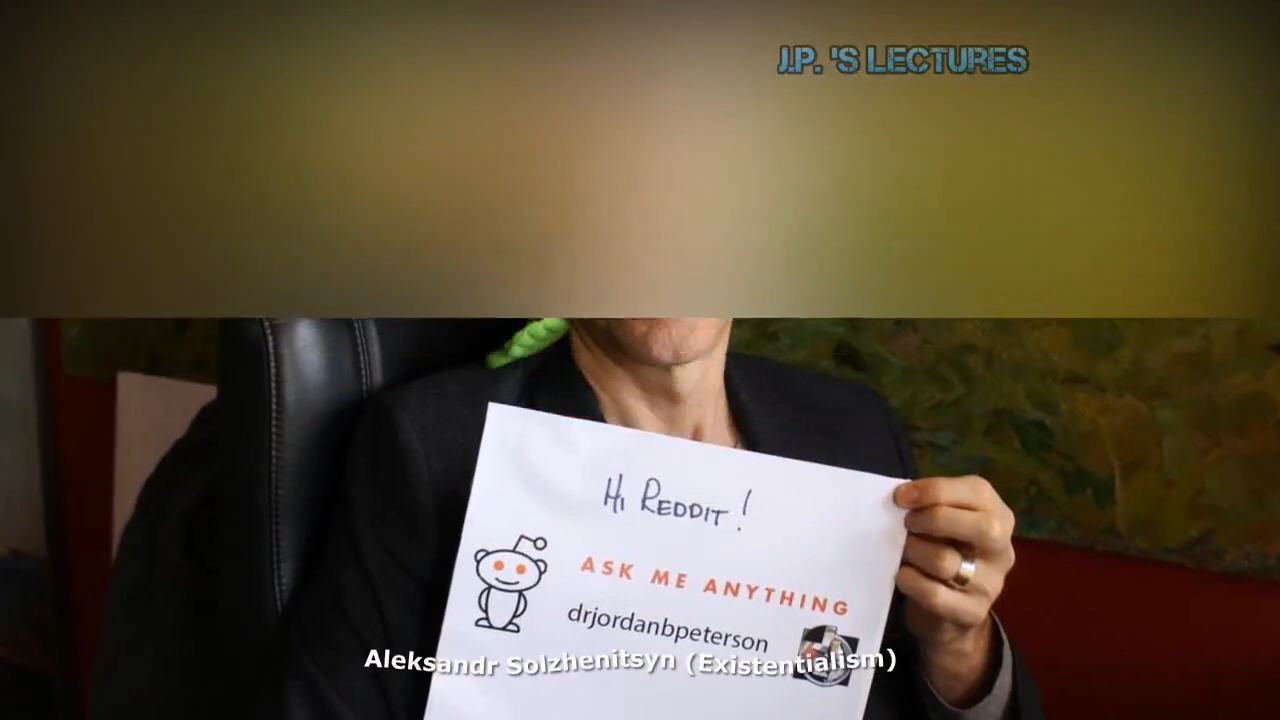 J.P. 'S LECTURES
Hi REDDIT!
ASK ME ANYTHING
drjordanbpeterson
Aleksandr Solzhenitsyn (Existentialism)